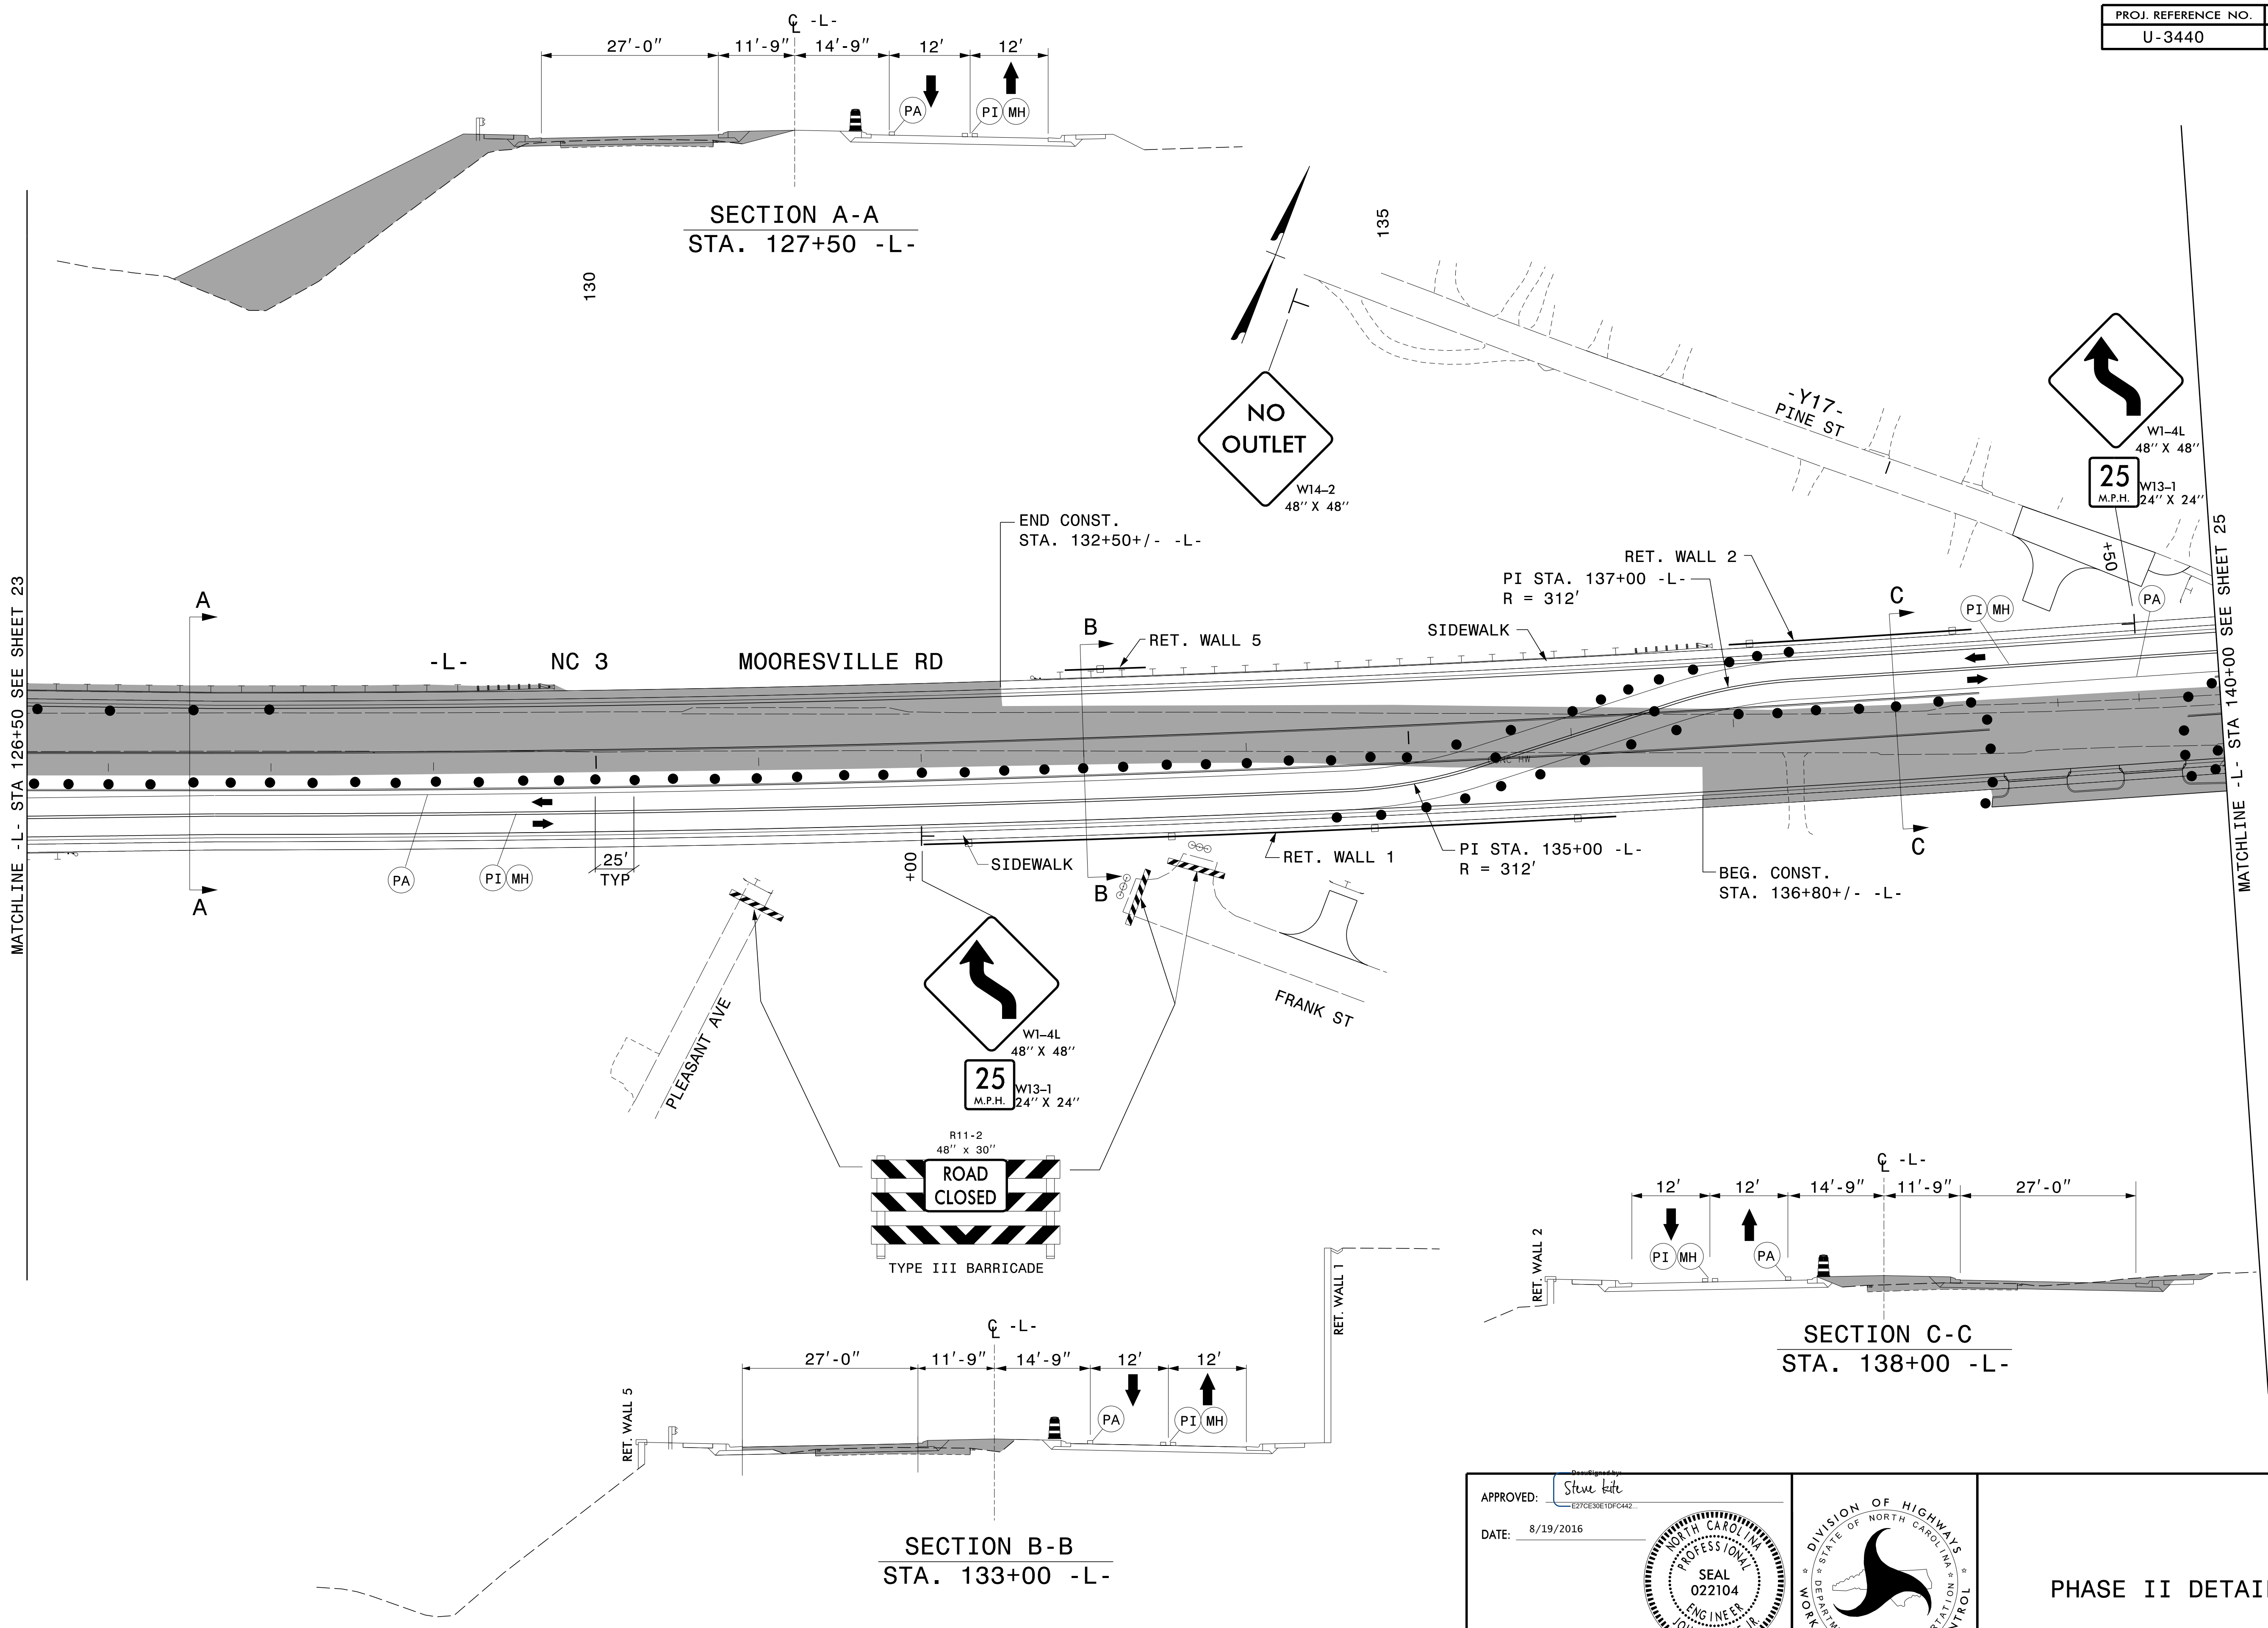 PROJ. REFERENCE NO.
U-3440
℄ -L-
27'-0" 11'-9" 14'-9" 12' 12'
PA
PI MH
SECTION A-A
STA. 127+50 -L-
130
135
NO
OUTLET
W14-2
48" X 48"
-Y17-
PINE ST
W1-4L
48" X 48"
25
M.P.H.
W13-1
24" X 24"
+50
END CONST.
STA. 132+50+/- -L-
RET. WALL 2
PI STA. 137+00 -L-
R = 312'
SIDEWALK
RET. WALL 5
A
B
C
PI MH
PA
-L- NC 3 MOORESVILLE RD
MATCHLINE -L- STA 126+50 SEE SHEET 23
MATCHLINE -L- STA 140+00 SEE SHEET 25
PA
PI MH
25'
TYP
A
+00
SIDEWALK
B
RET. WALL 1
PI STA. 135+00 -L-
R = 312'
BEG. CONST.
STA. 136+80+/- -L-
C
PLEASANT AVE
FRANK ST
W1-4L
48" X 48"
25
M.P.H.
W13-1
24" X 24"
R11-2
48" x 30"
ROAD
CLOSED
TYPE III BARRICADE
℄ -L-
12' 12' 14'-9" 11'-9" 27'-0"
PI MH
PA
RET. WALL 2
SECTION C-C
STA. 138+00 -L-
℄ -L-
27'-0" 11'-9" 14'-9" 12' 12'
PA
PI MH
RET. WALL 5
RET. WALL 1
SECTION B-B
STA. 133+00 -L-
DocuSigned by:
APPROVED: Steve Kite
E27CE30E1DFC442...
DATE: 8/19/2016
NORTH CAROLINA
PROFESSIONAL
SEAL
022104
ENGINEER
DIVISION OF HIGHWAYS
STATE OF NORTH CAROLINA
PHASE II DETAI